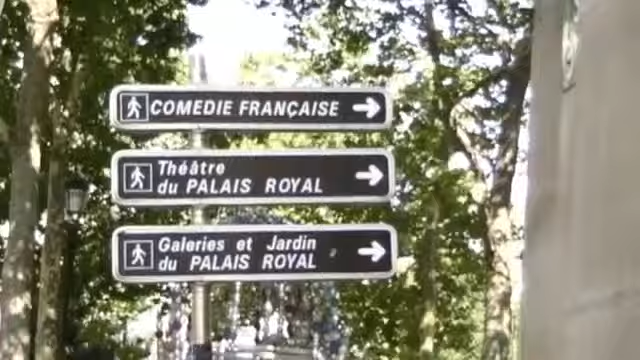 COMEDIE FRANÇAISE
Théâtre
du PALAIS ROYAL
Galeries et Jardin
du PALAIS ROYAL